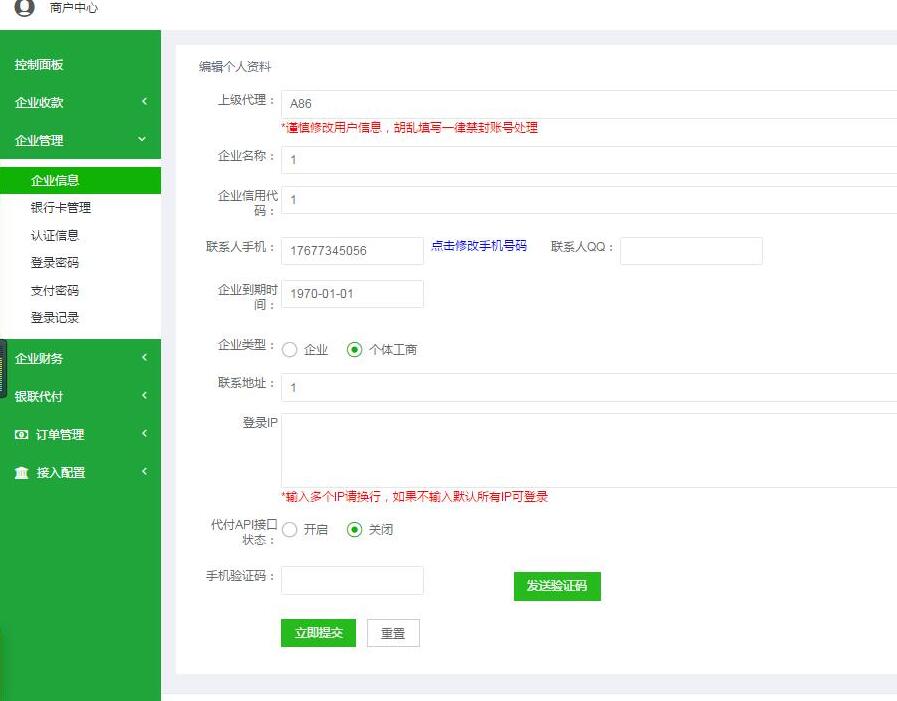 商户中心
控制面板
企业收款
企业管理
企业信息
银行卡管理
认证信息
登录密码
支付密码
登录记录
企业财务
银联代付
订单管理
接入配置
编辑个人资料
上级代理： A86
*谨慎修改用户信息，胡乱填写一律禁封账号处理
企业名称： 1
企业信用代
码： 1
联系人手机： 17677345056 点击修改手机号码 联系人QQ：
企业到期时
间： 1970-01-01
企业类型： 企业 个体工商
联系地址： 1
登录IP
*输入多个IP请换行，如果不输入默认所有IP可登录
代付API接口
状态： 开启 关闭
手机验证码： 发送验证码
立即提交 重置